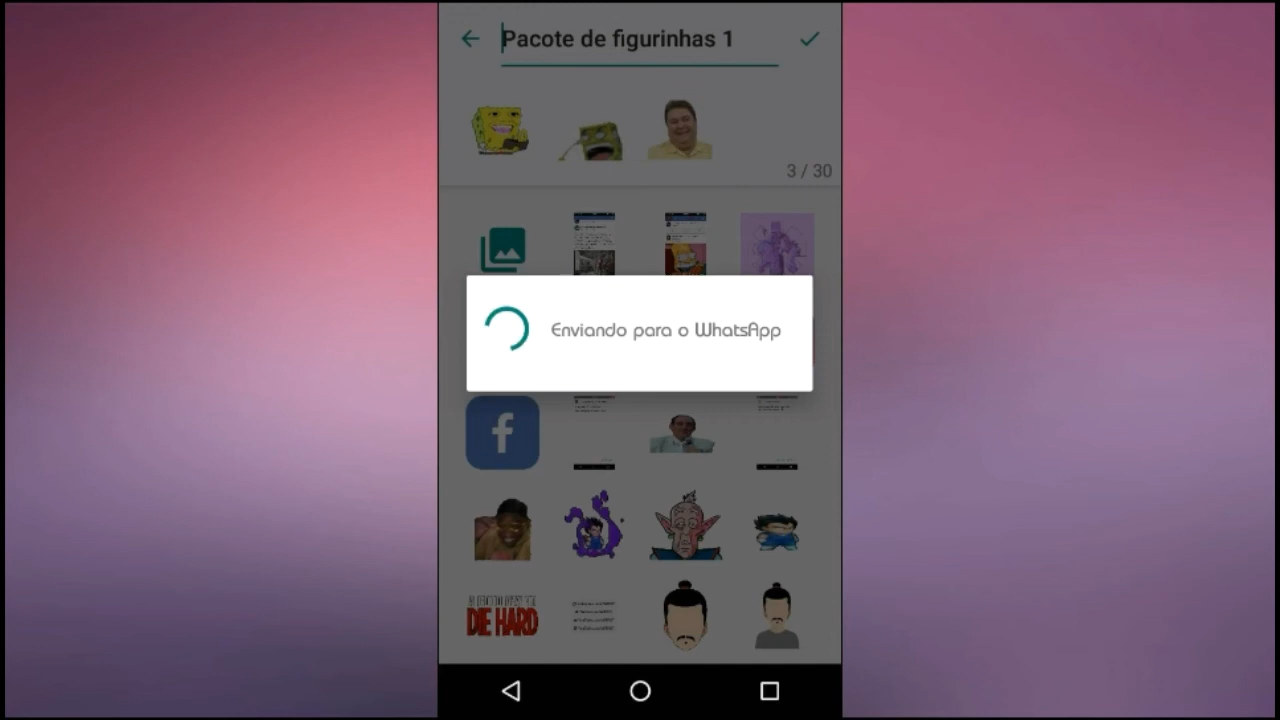 Pacote de figurinhas 1
3 / 30
Enviando para o WhatsApp
f
DIE HARD